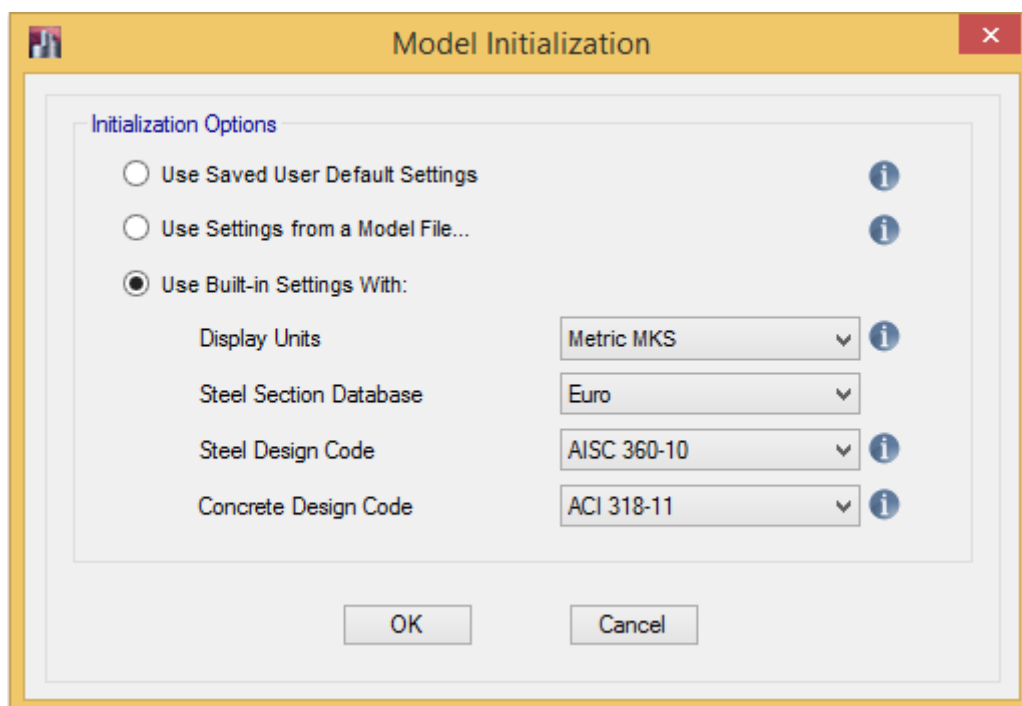 Model Initialization
Initialization Options
Use Saved User Default Settings
Use Settings from a Model File...
Use Built-in Settings With:
Display Units Metric MKS
Steel Section Database Euro
Steel Design Code AISC 360-10
Concrete Design Code ACI 318-11
OK Cancel